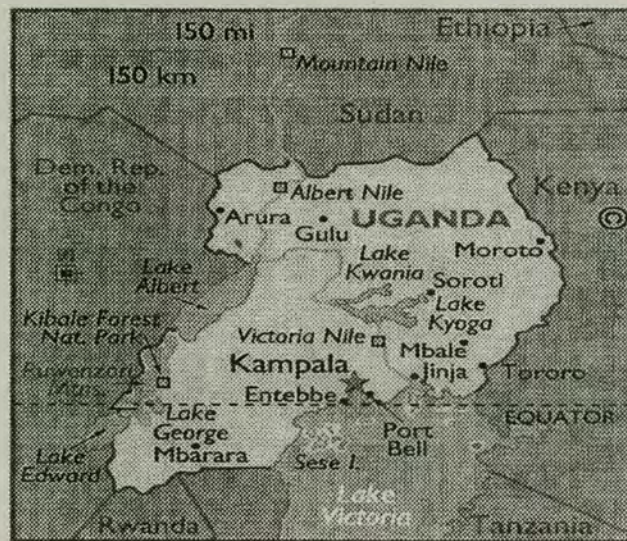 150 mi
150 km
Ethiopia
Mountain Nile
Sudan
Dem. Rep.
of the
Congo
Kenya
Albert Nile
Arura
Gulu
UGANDA
Moroto
Lake
Albert
Lake
Kwania
Soroti
Lake
Kyoga
Kibale Forest
Nat. Park
Victoria Nile
Mbale
Ruwenzori
Mtns.
Kampala
Jinja
Tororo
Entebbe
EQUATOR
Port
Bell
Lake
George
Lake
Edward
Mbarara
Sese I.
Lake
Victoria
Rwanda
Tanzania